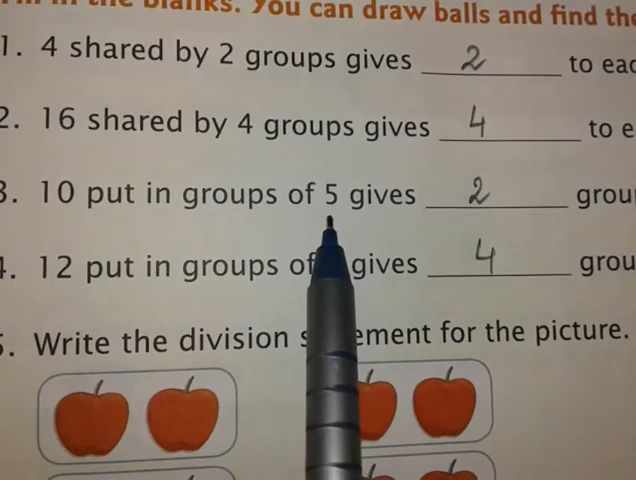 blanks. You can draw balls and find the
1. 4 shared by 2 groups gives 2 to eac
2. 16 shared by 4 groups gives 4 to e
3. 10 put in groups of 5 gives 2 grou
4. 12 put in groups of gives 4 grou
5. Write the division ement for the picture.